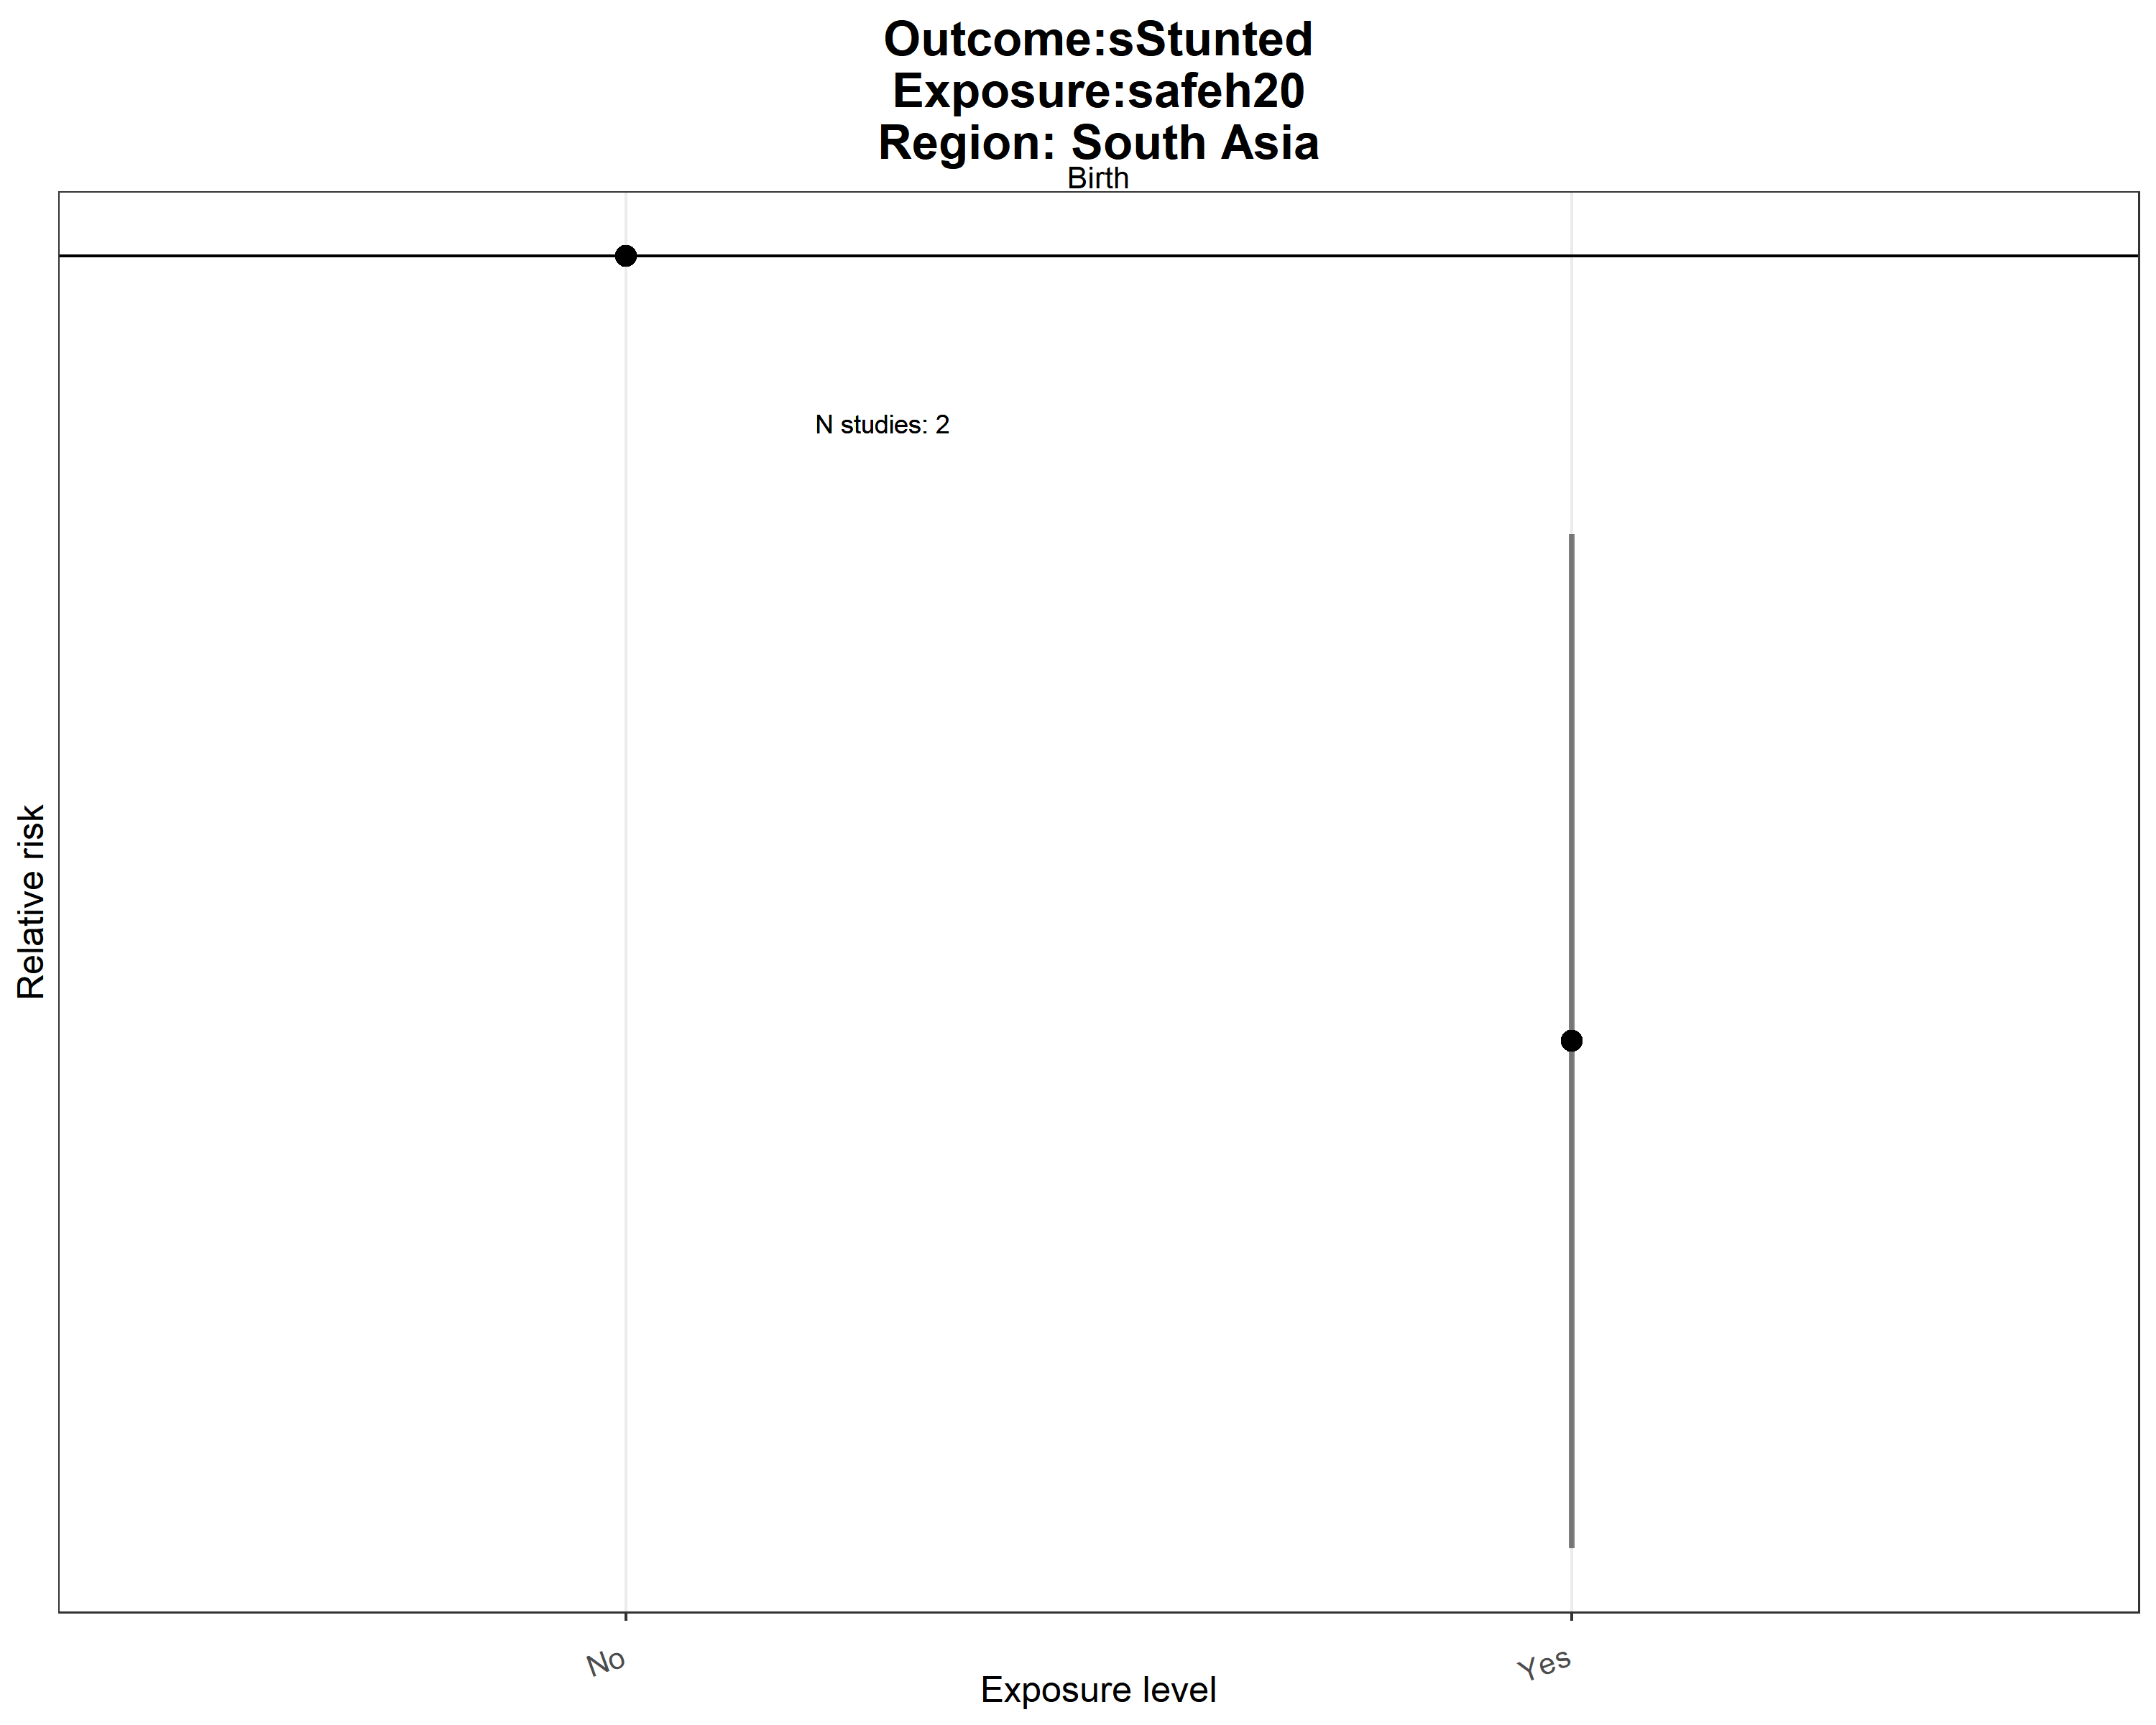 Outcome:sStunted
Exposure:safeh20
Region: South Asia
Birth
N studies: 2
Relative risk
No
Yes
Exposure level